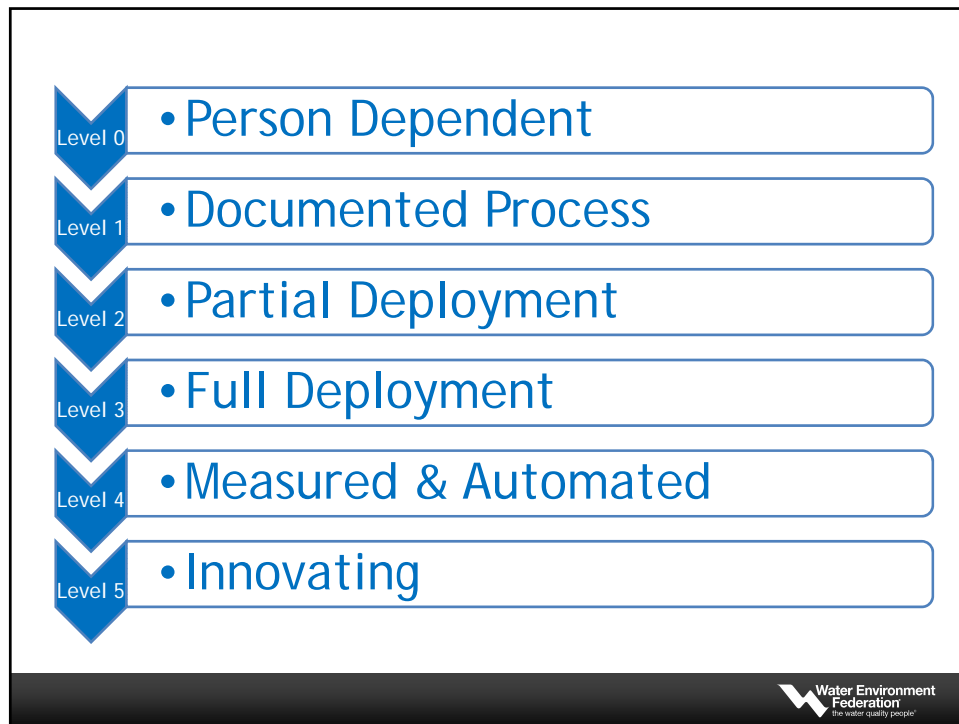 Level 0
• Person Dependent
Level 1
• Documented Process
Level 2
• Partial Deployment
Level 3
• Full Deployment
Level 4
• Measured & Automated
Level 5
• Innovating
Water Environment
Federation
the water quality people®